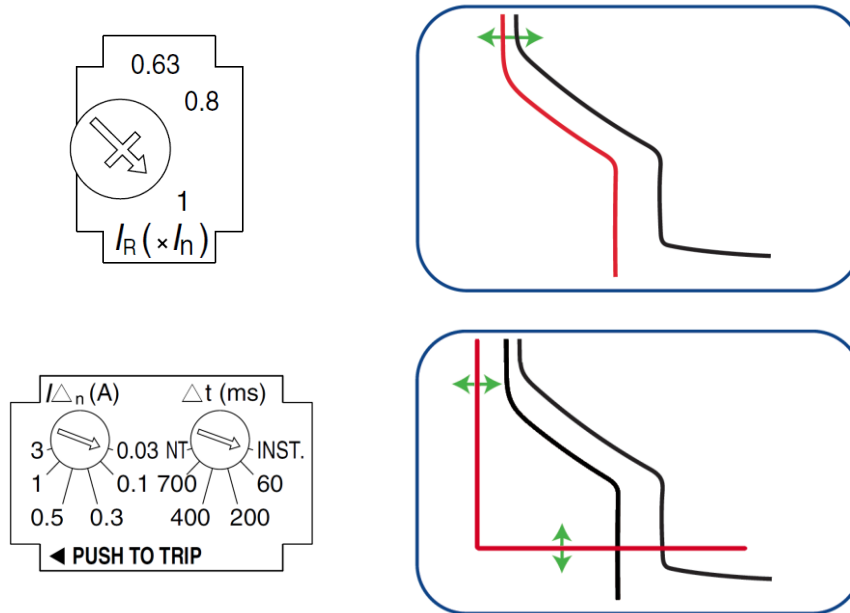 0.63
0.8
1
IR (×In)
I△n (A) △t (ms)
3 0.03 NT INST.
1 0.1 700 60
0.5 0.3 400 200
◄ PUSH TO TRIP